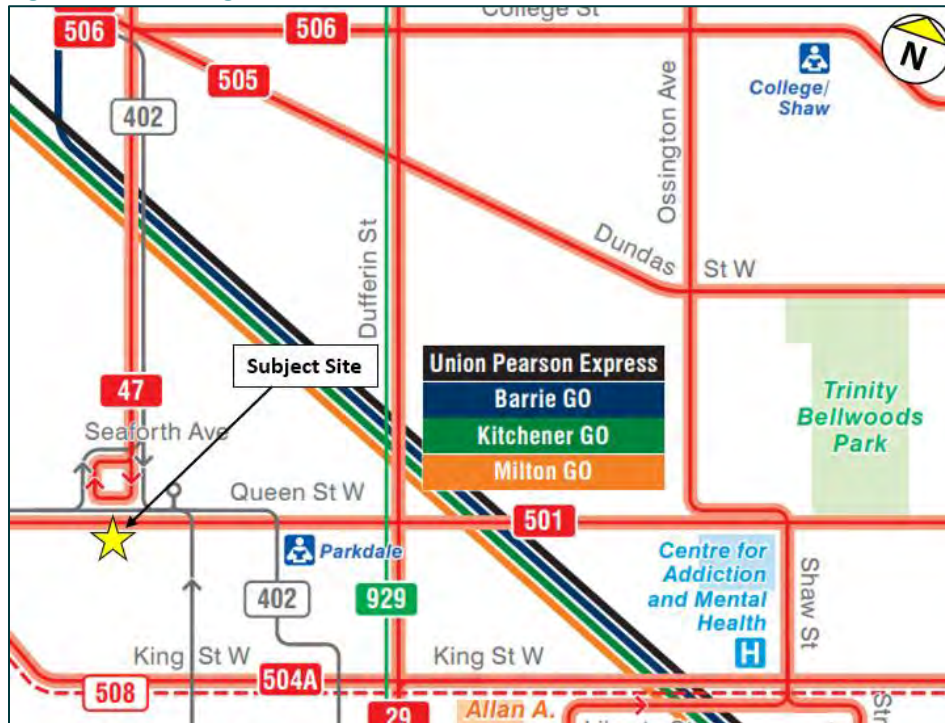 College St
506
506
N
505
College/
Shaw
402
Ossington Ave
Dufferin St
Dundas
St W
Subject Site
Union Pearson Express
Barrie GO
Kitchener GO
Milton GO
47
Trinity
Bellwoods
Park
Seaforth Ave
Queen St W
501
Parkdale
Centre for
Addiction
and Mental
Health
H
Shaw St
402
929
King St W
King St W
504A
508
29
Allan A.